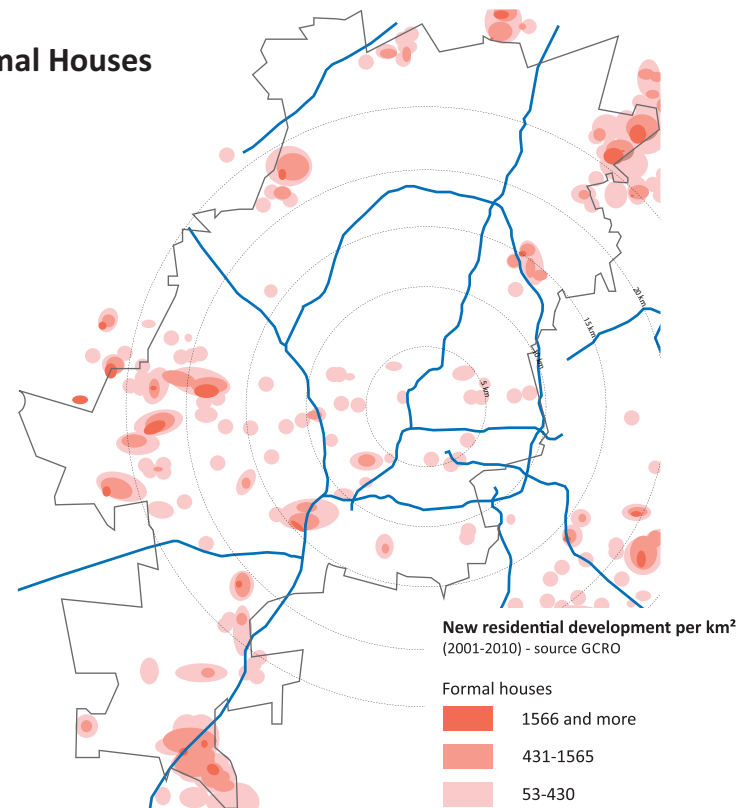 mal Houses
20 km
15 km
10 km
5 km
New residential development per km²
(2001-2010) - source GCRO
Formal houses
1566 and more
431-1565
53-430